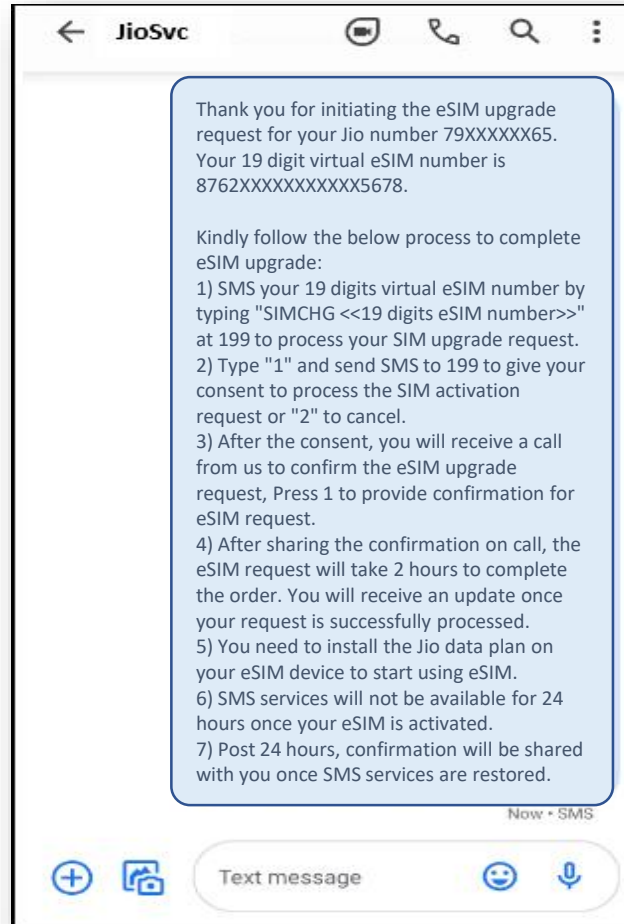 JioSvc
Thank you for initiating the eSIM upgrade
request for your Jio number 79XXXXXX65.
Your 19 digit virtual eSIM number is
8762XXXXXXXXXXX5678.
Kindly follow the below process to complete
eSIM upgrade:
1) SMS your 19 digits virtual eSIM number by
typing "SIMCHG <<19 digits eSIM number>>"
at 199 to process your SIM upgrade request.
2) Type "1" and send SMS to 199 to give your
consent to process the SIM activation
request or "2" to cancel.
3) After the consent, you will receive a call
from us to confirm the eSIM upgrade
request, Press 1 to provide confirmation for
eSIM request.
4) After sharing the confirmation on call, the
eSIM request will take 2 hours to complete
the order. You will receive an update once
your request is successfully processed.
5) You need to install the Jio data plan on
your eSIM device to start using eSIM.
6) SMS services will not be available for 24
hours once your eSIM is activated.
7) Post 24 hours, confirmation will be shared
with you once SMS services are restored.
Now • SMS
Text message